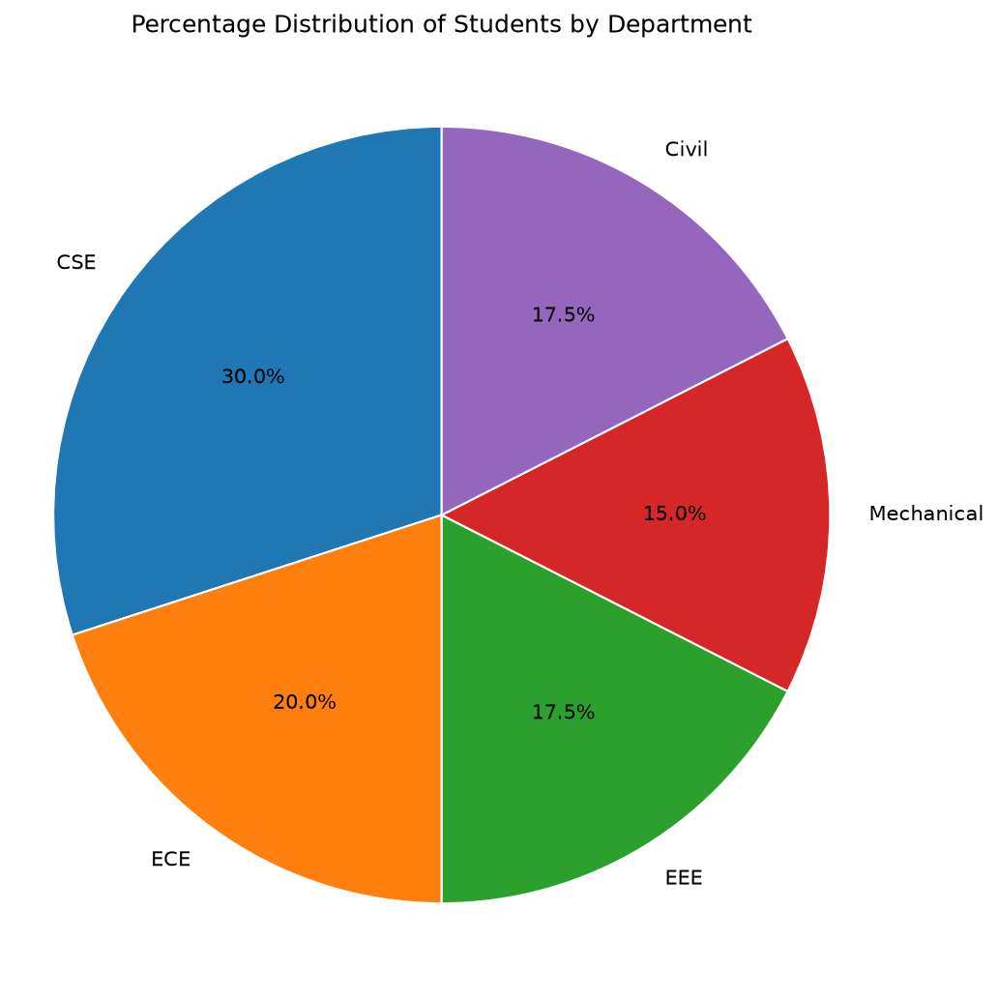 Percentage Distribution of Students by Department
Civil
CSE
17.5%
30.0%
15.0%
Mechanical
20.0%
17.5%
ECE
EEE